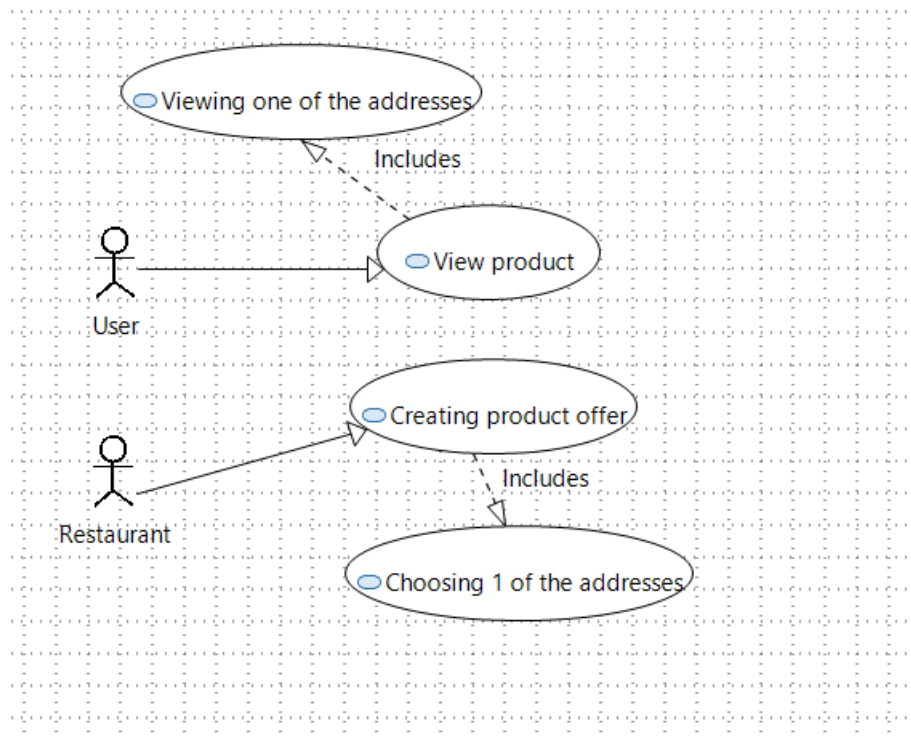 Viewing one of the addresses
Includes
View product
User
Creating product offer
Includes
Restaurant
Choosing 1 of the addresses